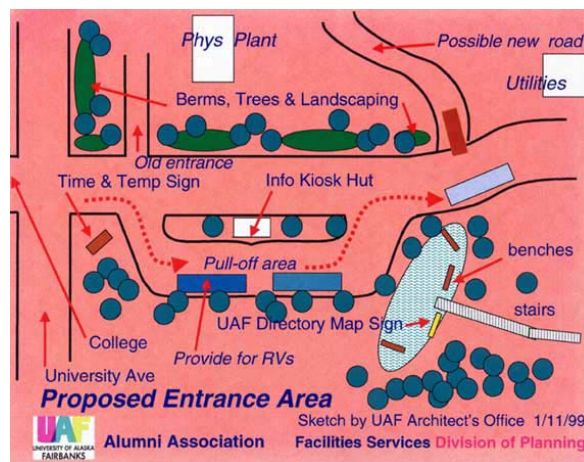 Phys Plant
Possible new road
Utilities
Berms, Trees & Landscaping
Old entrance
Time & Temp Sign
Info Kiosk Hut
benches
Pull-off area
stairs
UAF Directory Map Sign
College
Provide for RVs
University Ave
Proposed Entrance Area
Sketch by UAF Architect's Office 1/11/99
UAF
UNIVERSITY OF ALASKA
FAIRBANKS
Alumni Association
Facilities Services Division of Planning